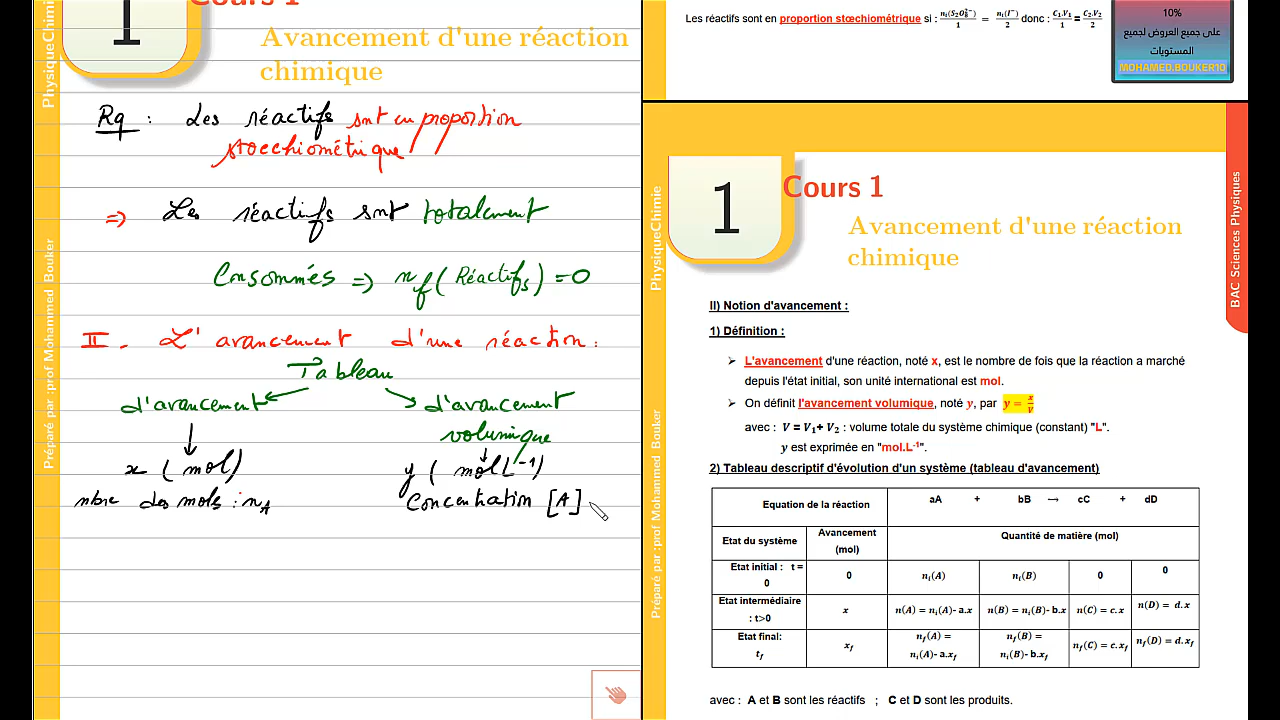 Cours 1
1
Avancement d'une réaction
chimique
PhysiqueChimie
Préparé par :prof Mohammed Bouker
Rq : Les réactifs snt en proportion
stoechiométrique
⇒ Les réactifs snt totalement
Consommés ⇒ nf(Réactifs) = 0
II - L'avancement d'une réaction :
Tableau
d'avancement d'avancement
volumique
x (mol) y (mol L⁻¹)
nbre des mols : nA Concentration [A]
Les réactifs sont en proportion stœchiométrique si : nᵢ(S₂O₈²⁻)/1 = nᵢ(I⁻)/2 donc : C₁.V₁/1 = C₂.V₂/2
10%
على جميع العروض لجميع
المستويات
MOHAMED.BOUKER10
PhysiqueChimie
Préparé par :prof Mohammed Bouker
BAC Sciences Physiques
1
Cours 1
Avancement d'une réaction
chimique
II) Notion d'avancement :
1) Définition :
➢ L'avancement d'une réaction, noté x, est le nombre de fois que la réaction a marché
depuis l'état initial, son unité international est mol.
➢ On définit l'avancement volumique, noté y, par y = x/V
avec : V = V₁+ V₂ : volume totale du système chimique (constant) "L".
y est exprimée en "mol.L⁻¹".
2) Tableau descriptif d'évolution d'un système (tableau d'avancement)
Equation de la réaction aA + bB → cC + dD
Etat du système Avancement (mol) Quantité de matière (mol)
Etat initial : t = 0 0 nᵢ(A) nᵢ(B) 0 0
Etat intermédiaire : t>0 x n(A) = nᵢ(A)- a.x n(B) = nᵢ(B)- b.x n(C) = c.x n(D) = d.x
Etat final: tf xf nf(A) = nᵢ(A)- a.xf nf(B) = nᵢ(B)- b.xf nf(C) = c.xf nf(D) = d.xf
avec : A et B sont les réactifs ; C et D sont les produits.